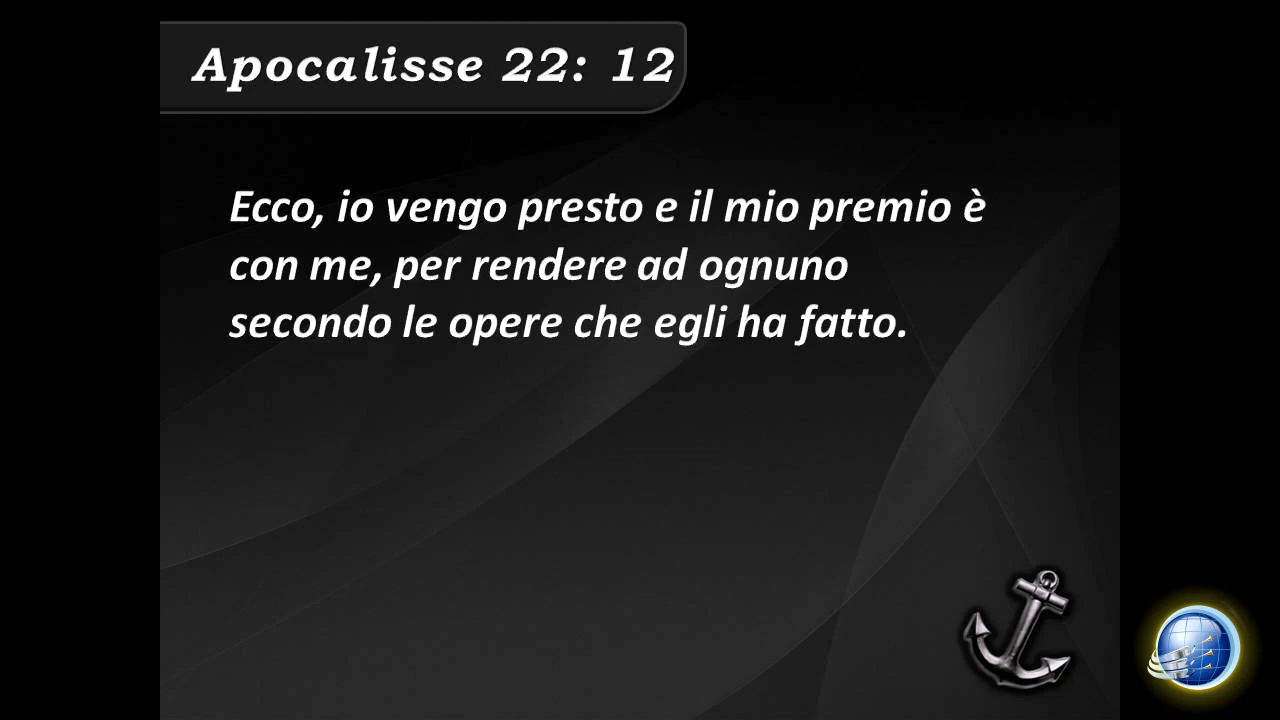 Apocalisse 22: 12
Ecco, io vengo presto e il mio premio è
con me, per rendere ad ognuno
secondo le opere che egli ha fatto.